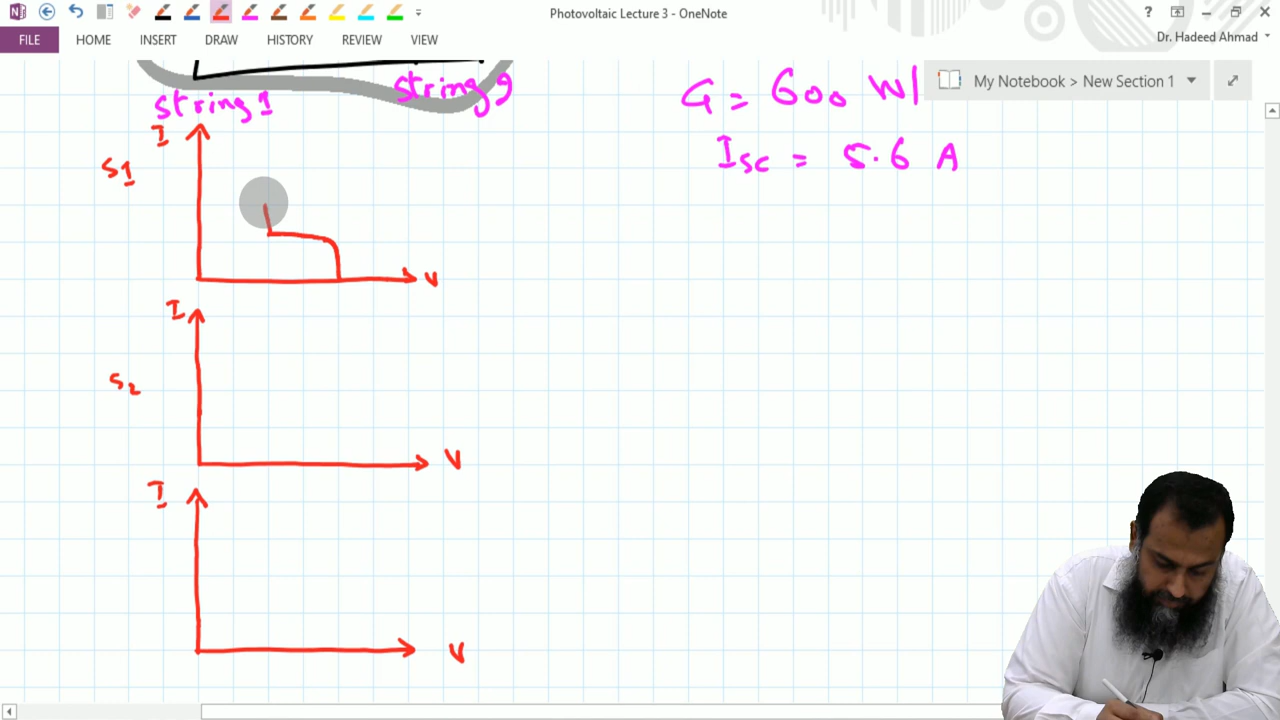 Photovoltaic Lecture 3 - OneNote
?
FILE HOME INSERT DRAW HISTORY REVIEW VIEW
Dr. Hadeed Ahmad
My Notebook > New Section 1
string 1
string 2
G = 600 W/
Isc = 5.6 A
I
S1
V
I
S2
V
I
V